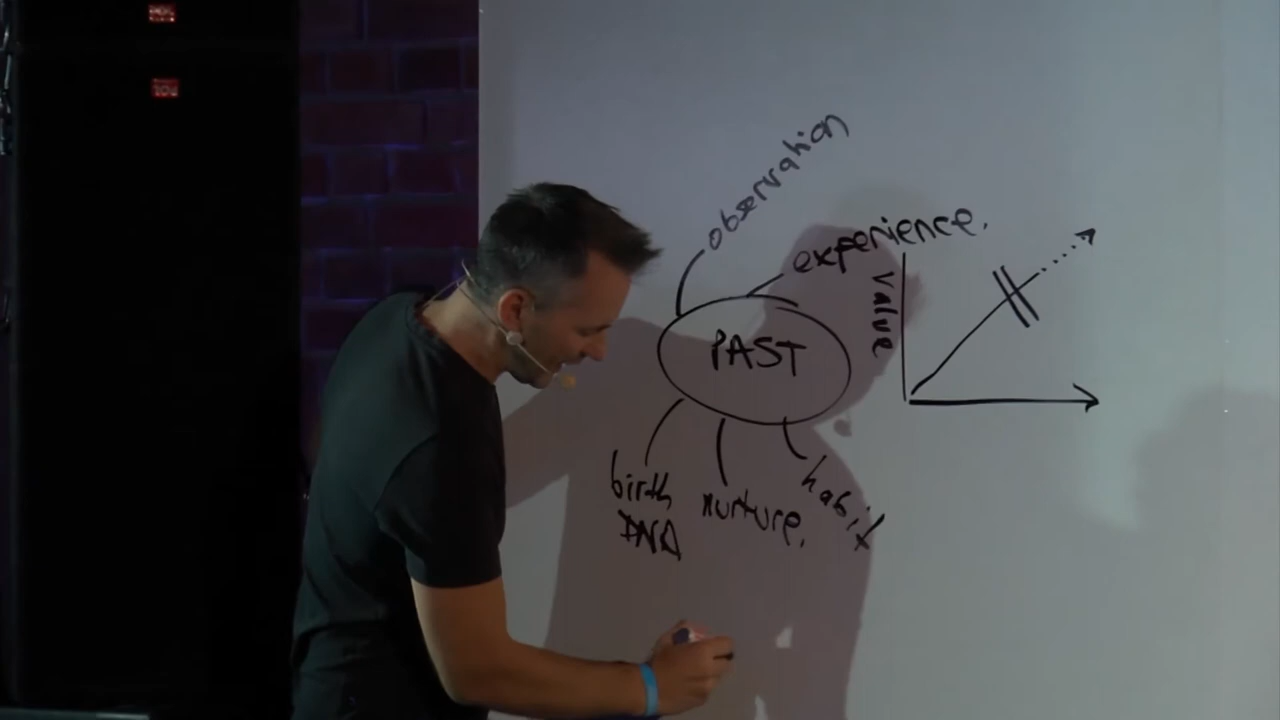 observation
experience.
Value
PAST
birth
DNA
nurture.
habit